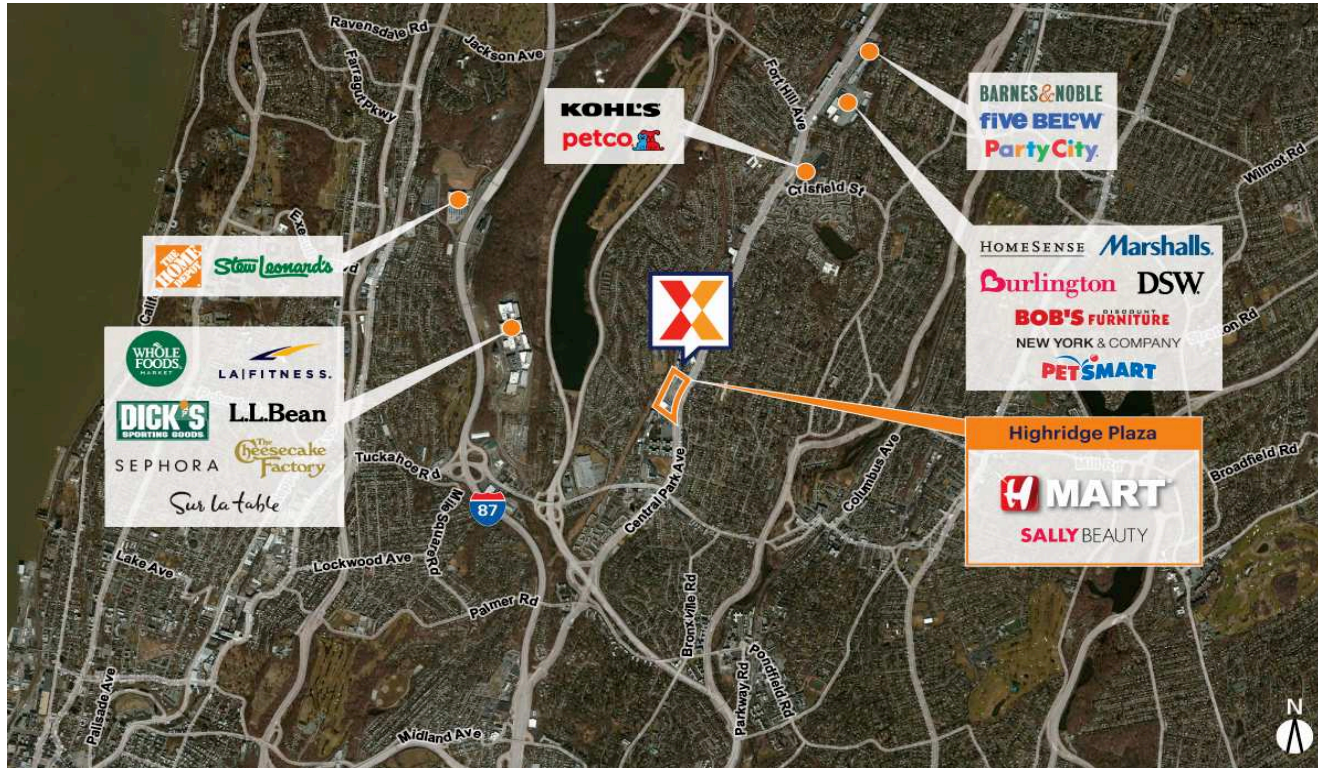 Ravensdale Rd
Jackson Ave
Farragut Pkwy
Fort Hill Ave
KOHL'S
petco
BARNES&NOBLE
five BELOW
Party City
Wilmot Rd
Crisfield St
THE HOME DEPOT
Stew Leonard's
HOMESENSE
Marshalls
Burlington
DSW
BOB'S DISCOUNT FURNITURE
NEW YORK & COMPANY
PETSMART
WHOLE FOODS MARKET
LA|FITNESS.
DICK'S SPORTING GOODS
L.L.Bean
SEPHORA
The Cheesecake Factory
Sur la table
Tuckahoe Rd
Mile Square Rd
87
Central Park Ave
Columbus Ave
Highridge Plaza
H MART
SALLY BEAUTY
Broadfield Rd
Lake Ave
Lockwood Ave
Palmer Rd
Bronxville Rd
Pondfield Rd
Parkway Rd
Palisade Ave
Midland Ave
N